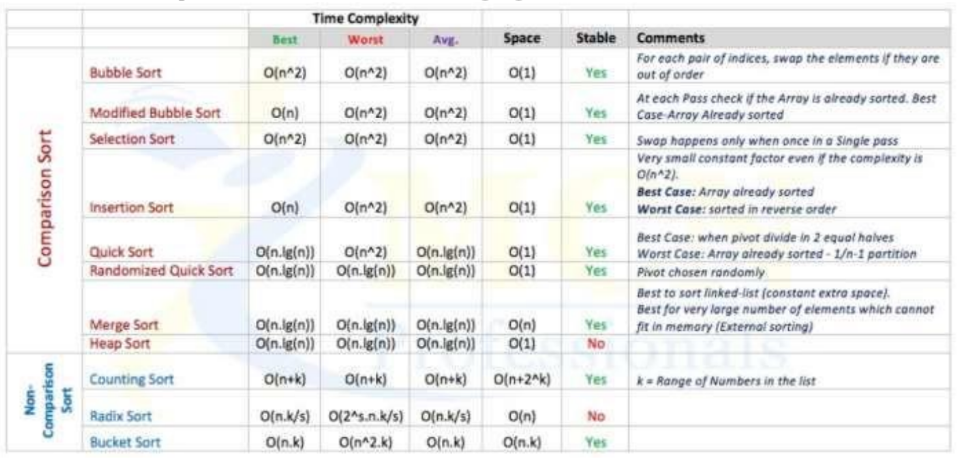 Time Complexity
Best Worst Avg. Space Stable Comments
Comparison Sort
Bubble Sort O(n^2) O(n^2) O(n^2) O(1) Yes For each pair of indices, swap the elements if they are
out of order
Modified Bubble Sort O(n) O(n^2) O(n^2) O(1) Yes At each Pass check if the Array is already sorted. Best
Case-Array Already sorted
Selection Sort O(n^2) O(n^2) O(n^2) O(1) Yes Swap happens only when once in a Single pass
Insertion Sort O(n) O(n^2) O(n^2) O(1) Yes Very small constant factor even if the complexity is
O(n^2).
Best Case: Array already sorted
Worst Case: sorted in reverse order
Quick Sort O(n.lg(n)) O(n^2) O(n.lg(n)) O(1) Yes Best Case: when pivot divide in 2 equal halves
Worst Case: Array already sorted - 1/n-1 partition
Randomized Quick Sort O(n.lg(n)) O(n.lg(n)) O(n.lg(n)) O(1) Yes Pivot chosen randomly
Merge Sort O(n.lg(n)) O(n.lg(n)) O(n.lg(n)) O(n) Yes Best to sort linked-list (constant extra space).
Best for very large number of elements which cannot
fit in memory (External sorting)
Heap Sort O(n.lg(n)) O(n.lg(n)) O(n.lg(n)) O(1) No
Non-
Comparison
Sort
Counting Sort O(n+k) O(n+k) O(n+k) O(n+2^k) Yes k = Range of Numbers in the list
Radix Sort O(n.k/s) O(2^s.n.k/s) O(n.k/s) O(n) No
Bucket Sort O(n.k) O(n^2.k) O(n.k) O(n.k) Yes